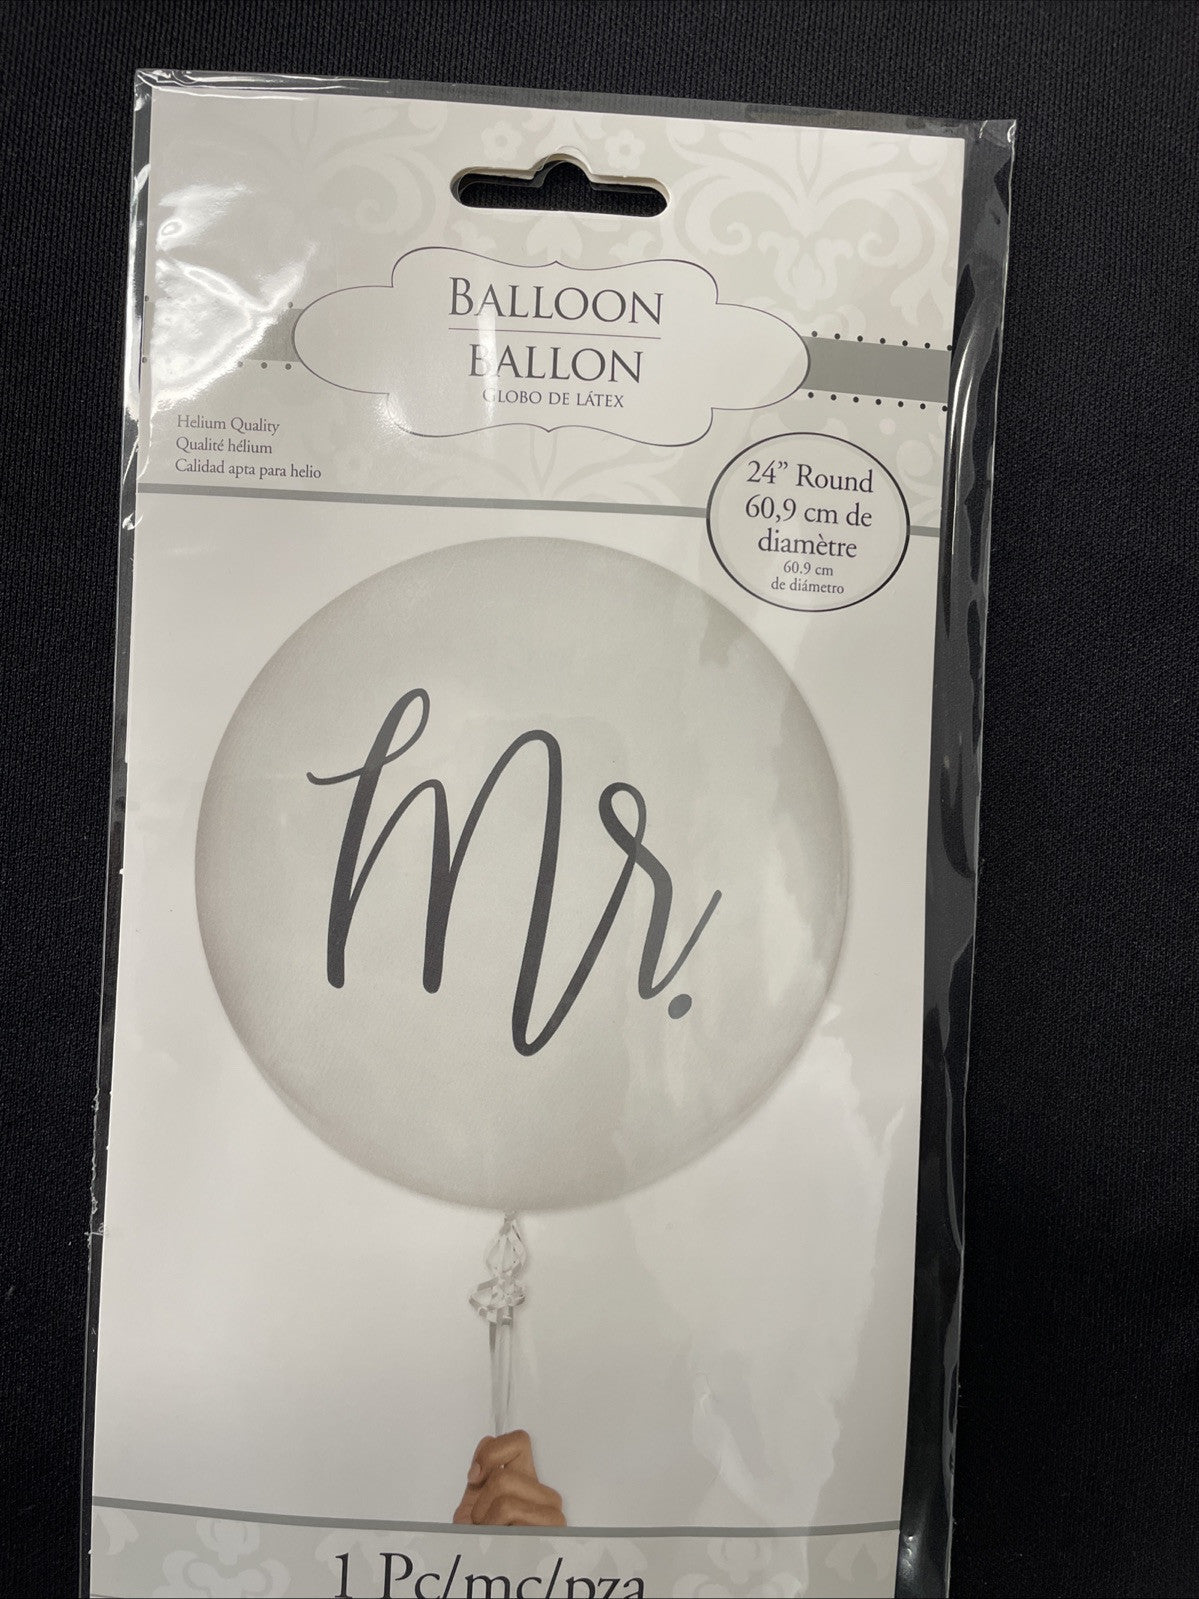 BALLOON
BALLON
GLOBO DE LÁTEX
Helium Quality
Qualité hélium
Calidad apta para helio
24” Round
60,9 cm de
diamètre
60.9 cm
de diámetro
Mr.
1 Pc/mc/pza